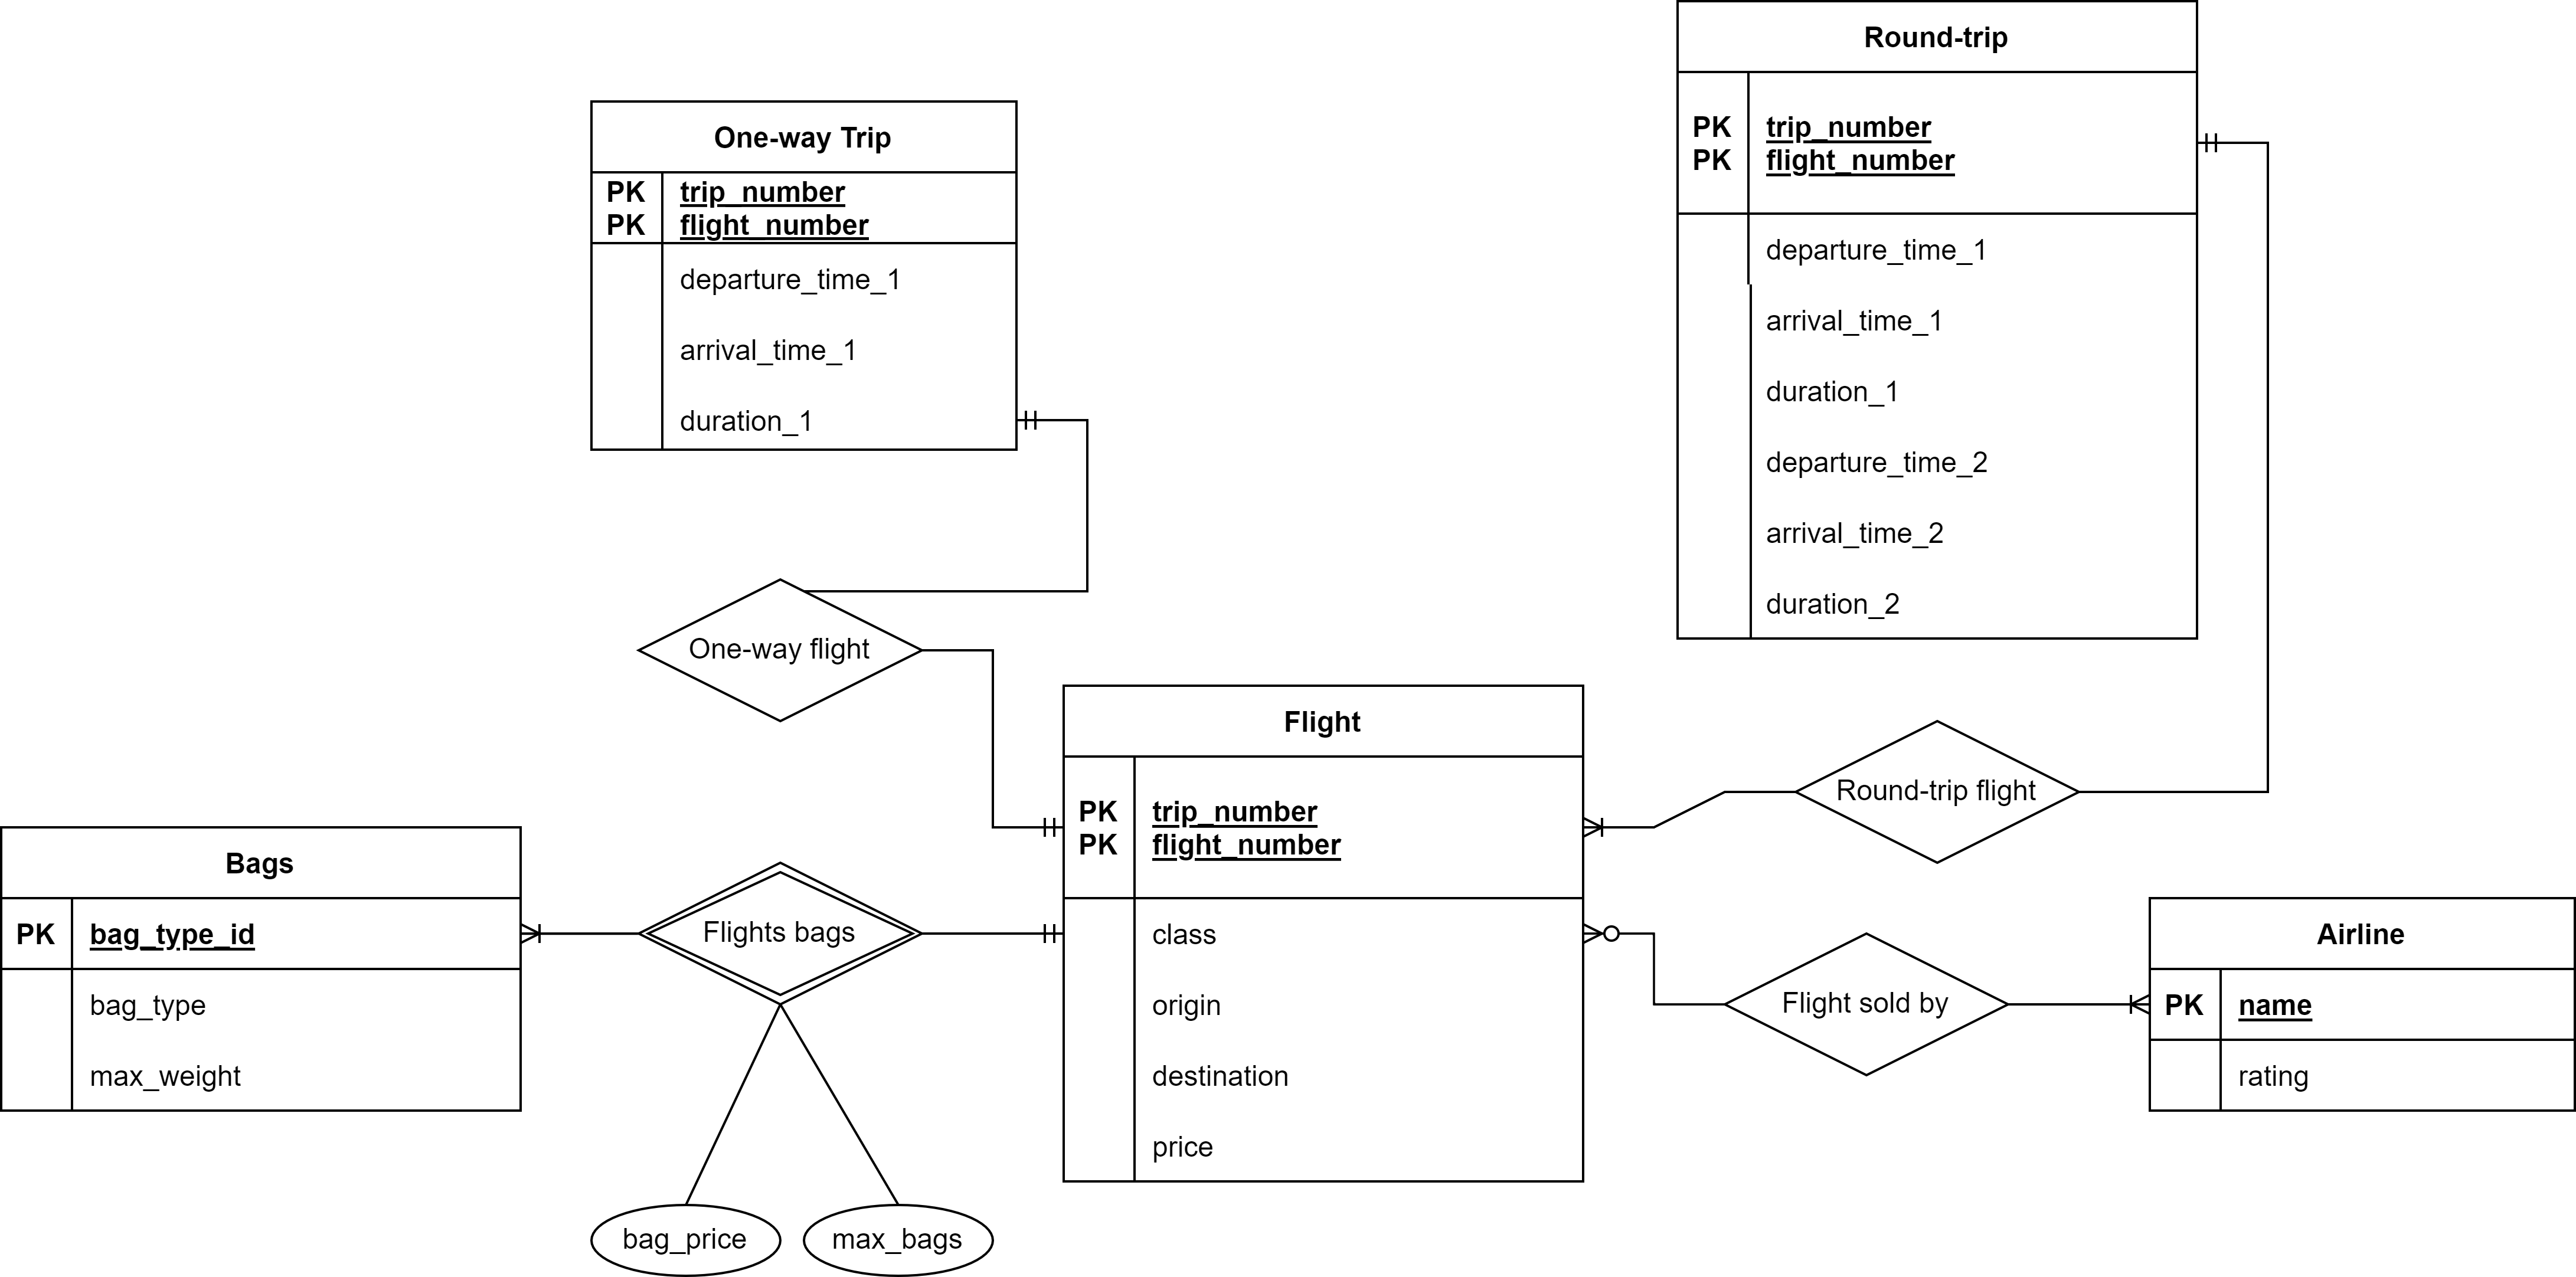 Round-trip
PK trip_number
PK flight_number
departure_time_1
arrival_time_1
duration_1
departure_time_2
arrival_time_2
duration_2
One-way Trip
PK trip_number
PK flight_number
departure_time_1
arrival_time_1
duration_1
One-way flight
Flight
PK trip_number
PK flight_number
class
origin
destination
price
Round-trip flight
Bags
PK bag_type_id
bag_type
max_weight
Flights bags
bag_price
max_bags
Flight sold by
Airline
PK name
rating